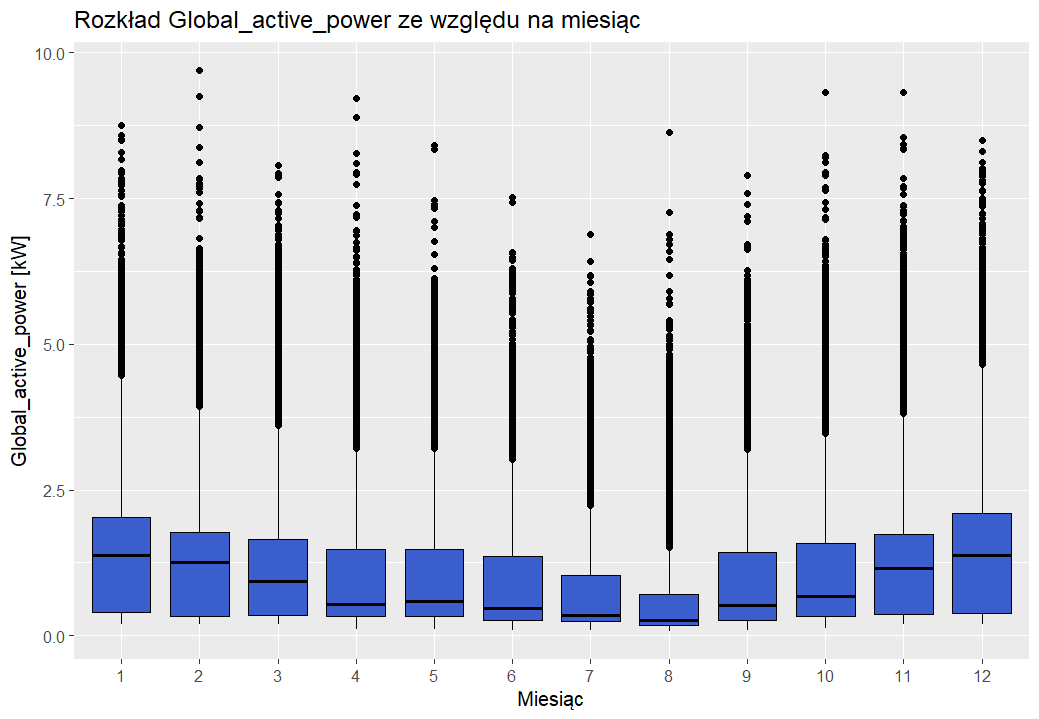 Rozkład Global_active_power ze względu na miesiąc
Global_active_power [kW]
10.0
7.5
5.0
2.5
0.0
1 2 3 4 5 6 7 8 9 10 11 12
Miesiąc